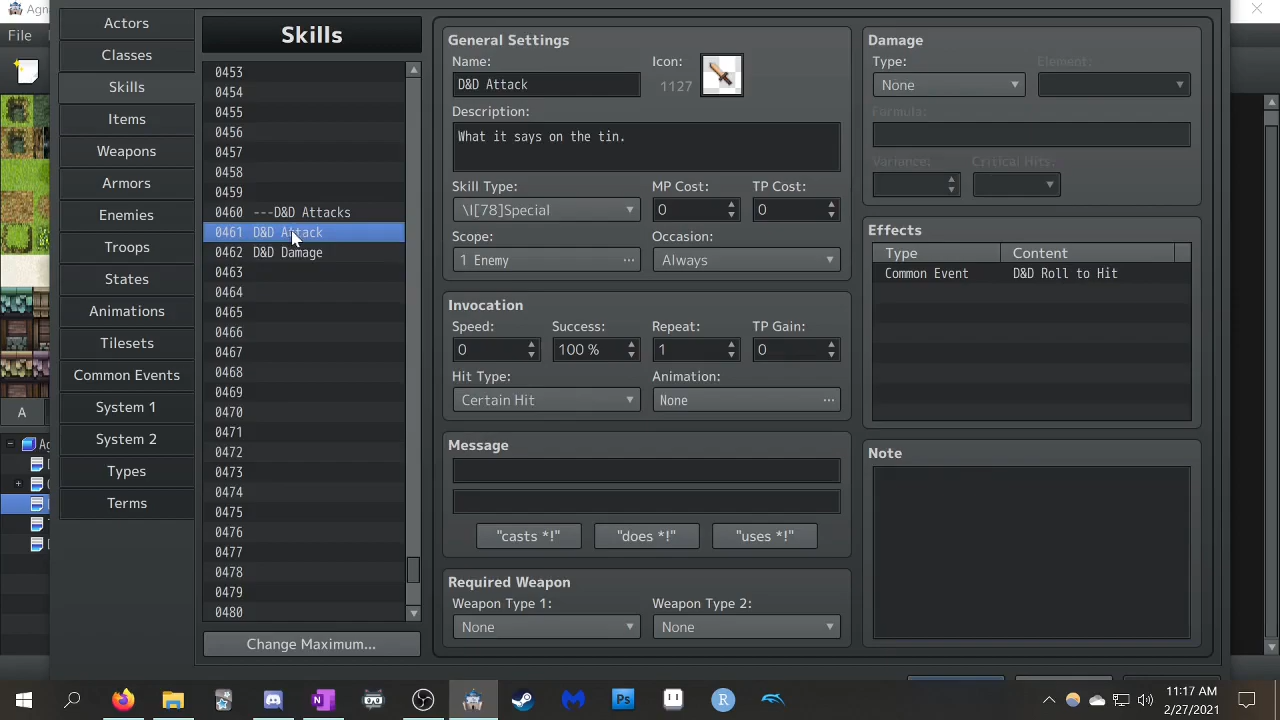 Agn
File
Actors
Classes
Skills
Items
Weapons
Armors
Enemies
Troops
States
Animations
Tilesets
Common Events
System 1
System 2
Types
Terms
A
Ag
Skills
0453
0454
0455
0456
0457
0458
0459
0460 ---D&D Attacks
0461 D&D Attack
0462 D&D Damage
0463
0464
0465
0466
0467
0468
0469
0470
0471
0472
0473
0474
0475
0476
0477
0478
0479
0480
Change Maximum...
General Settings
Name:
D&D Attack
Icon:
1127
Description:
What it says on the tin.
Skill Type:
\I[78]Special
MP Cost:
0
TP Cost:
0
Scope:
1 Enemy
Occasion:
Always
Invocation
Speed:
0
Success:
100 %
Repeat:
1
TP Gain:
0
Hit Type:
Certain Hit
Animation:
None
Message
"casts *!"
"does *!"
"uses *!"
Required Weapon
Weapon Type 1:
None
Weapon Type 2:
None
Damage
Type:
None
Element:
Formula:
Variance:
Critical Hits:
Effects
Type Content
Common Event D&D Roll to Hit
Note
11:17 AM
2/27/2021